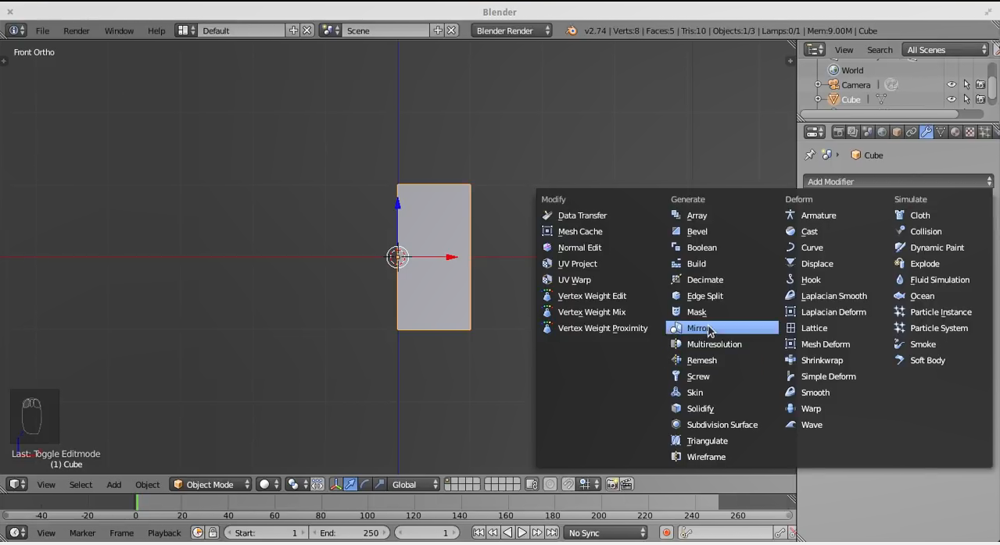 Blender
File Render Window Help Default Scene Blender Render v2.74 | Verts:8 | Faces:5 | Tris:10 | Objects:1/3 | Lamps:0/1 | Mem:9.00M | Cube
Front Ortho
View Search All Scenes
World
Camera
Cube
Cube
Add Modifier
Modify
Data Transfer
Mesh Cache
Normal Edit
UV Project
UV Warp
Vertex Weight Edit
Vertex Weight Mix
Vertex Weight Proximity
Generate
Array
Bevel
Boolean
Build
Decimate
Edge Split
Mask
Mirror
Multiresolution
Remesh
Screw
Skin
Solidify
Subdivision Surface
Triangulate
Wireframe
Deform
Armature
Cast
Curve
Displace
Hook
Laplacian Smooth
Laplacian Deform
Lattice
Mesh Deform
Shrinkwrap
Simple Deform
Smooth
Warp
Wave
Simulate
Cloth
Collision
Dynamic Paint
Explode
Fluid Simulation
Ocean
Particle Instance
Particle System
Smoke
Soft Body
Last: Toggle Editmode
(1) Cube
View Select Add Object Object Mode Global
-40 -20 0 20 40 60 80 100 120 140 160 180 200 220 240 260
View Marker Frame Playback Start: 1 End: 250 1 No Sync